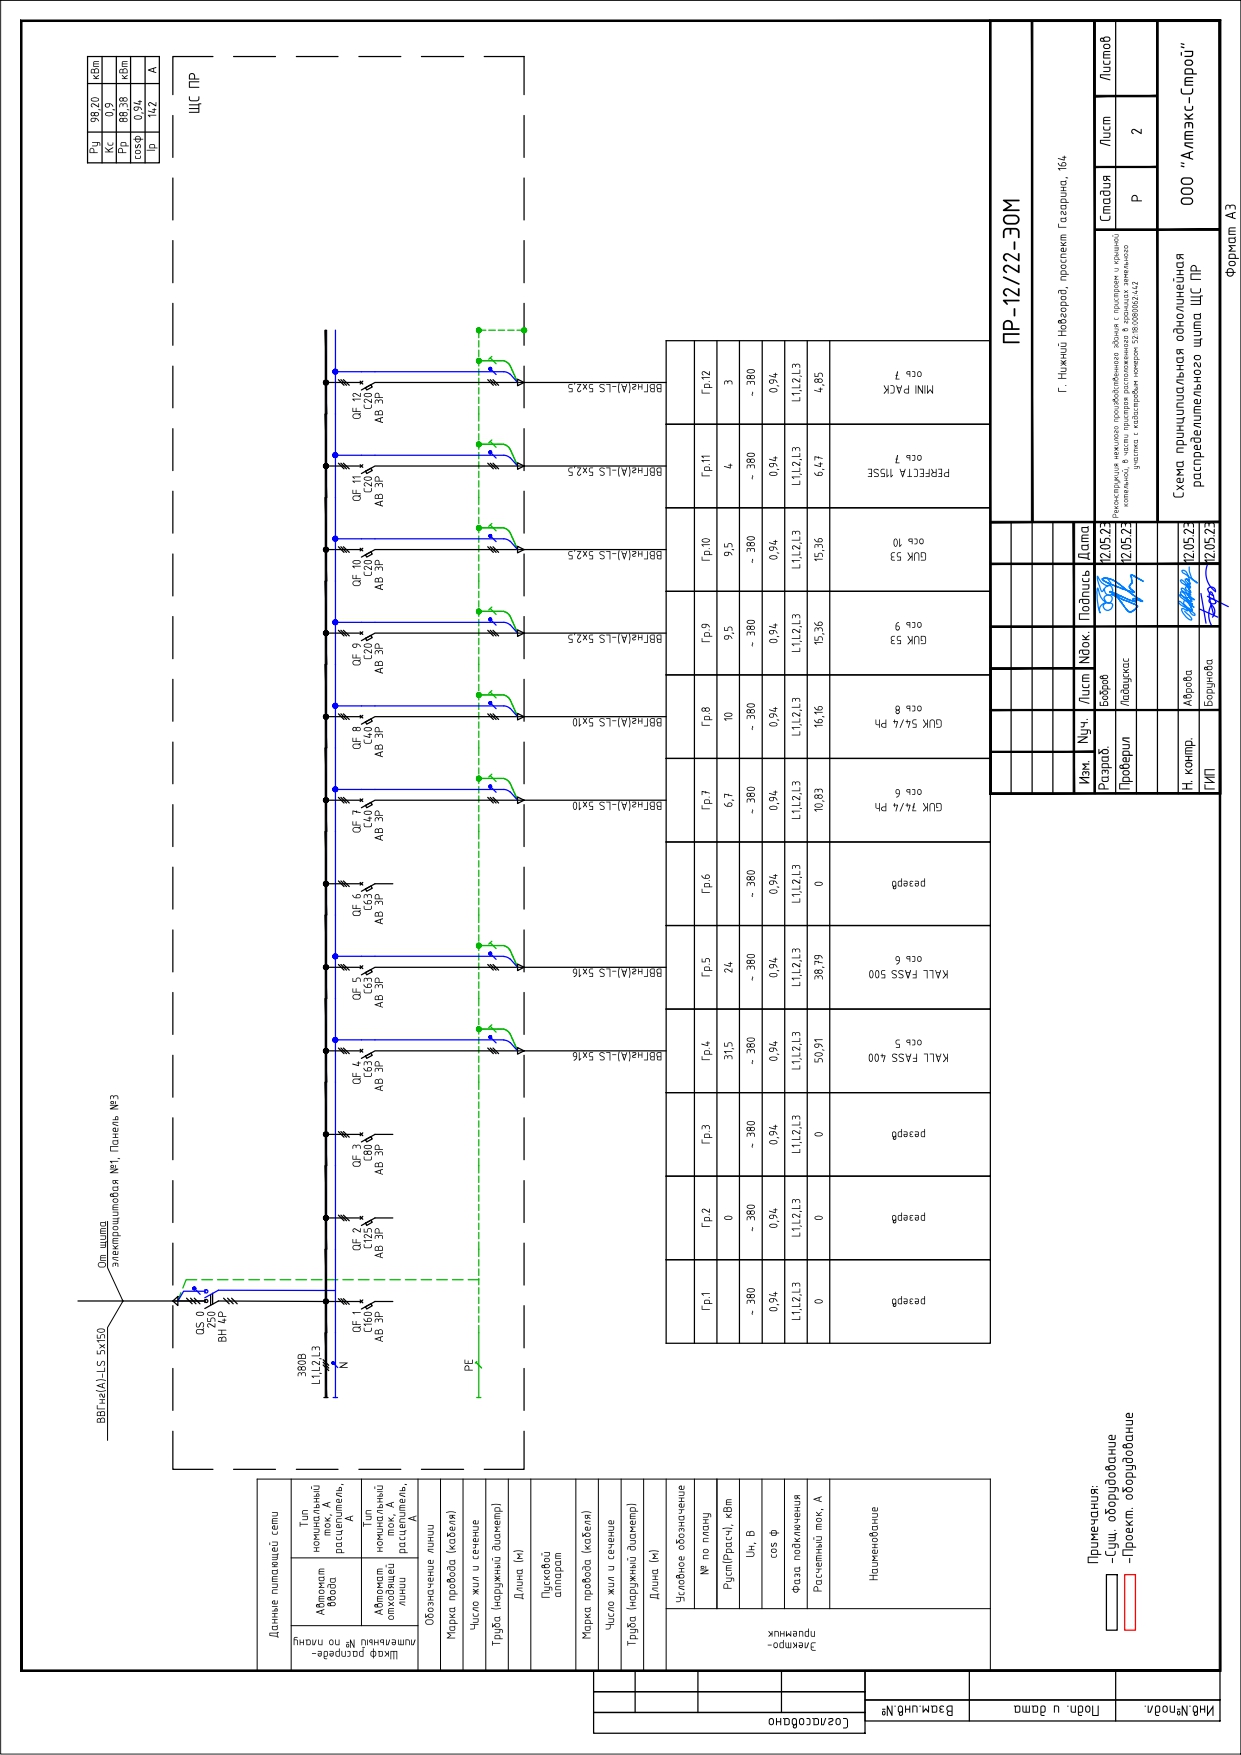 Ру 98,20 кВт
Кс 0,9
Рр 88,38 кВт
cosф 0,94
Iр 142 А
ЩС ПР
От щита
электрощитовая №1, Панель №3
ВВГнг(А)-LS 5х150
QS 0
250
ВН 4Р
380В
L1,L2,L3
N
PE
QF 1
C160
АВ 3Р
QF 2
C125
АВ 3Р
QF 3
C80
АВ 3Р
QF 4
C63
АВ 3Р
QF 5
C63
АВ 3Р
QF 6
C63
АВ 3Р
QF 7
C40
АВ 3Р
QF 8
C40
АВ 3Р
QF 9
C20
АВ 3Р
QF 10
C20
АВ 3Р
QF 11
C20
АВ 3Р
QF 12
C20
АВ 3Р
ВВГнг(А)-LS 5х16
ВВГнг(А)-LS 5х16
ВВГнг(А)-LS 5х10
ВВГнг(А)-LS 5х10
ВВГнг(А)-LS 5х2,5
ВВГнг(А)-LS 5х2,5
ВВГнг(А)-LS 5х2,5
ВВГнг(А)-LS 5х2,5
Данные питающей сети
Шкаф распреде-
лительный № по плану
Автомат
ввода
Тип
номинальный
ток, А
расцепитель,
А
Автомат
отходящей
линии
Тип
номинальный
ток, А
расцепитель,
А
Обозначение линии
Марка провода (кабеля)
Число жил и сечение
Труба (наружный диаметр)
Длина (м)
Пусковой
аппарат
Марка провода (кабеля)
Число жил и сечение
Труба (наружный диаметр)
Длина (м)
Электро-
приемник
Условное обозначение
№ по плану Гр.1 Гр.2 Гр.3 Гр.4 Гр.5 Гр.6 Гр.7 Гр.8 Гр.9 Гр.10 Гр.11 Гр.12
Руст(Ррасч), кВт 0 31,5 24 6,7 10 9,5 9,5 4 3
Uн, В ~ 380 ~ 380 ~ 380 ~ 380 ~ 380 ~ 380 ~ 380 ~ 380 ~ 380 ~ 380 ~ 380 ~ 380
cos ф 0,94 0,94 0,94 0,94 0,94 0,94 0,94 0,94 0,94 0,94 0,94 0,94
Фаза подключения L1,L2,L3 L1,L2,L3 L1,L2,L3 L1,L2,L3 L1,L2,L3 L1,L2,L3 L1,L2,L3 L1,L2,L3 L1,L2,L3 L1,L2,L3 L1,L2,L3 L1,L2,L3
Расчетный ток, А 0 0 0 50,91 38,79 0 10,83 16,16 15,36 15,36 6,47 4,85
Наименование
резерв
резерв
резерв
KALL FASS 400
ось 5
KALL FASS 500
ось 6
резерв
GUK 74/4 Ph
ось 6
GUK 54/4 Ph
ось 8
GUK 53
ось 9
GUK 53
ось 10
PERFECTA 115SE
ось 7
MINI PACK
ось 7
Примечания:
-Сущ. оборудование
-Проект. оборудование
ПР-12/22-ЭОМ
Г. Нижний Новгород, проспект Гагарина, 164
Изм. Nуч. Лист Nдок. Подпись Дата
Разраб. Бобров 12.05.23
Проверил Ладаускас 12.05.23
Н. контр. Аврова 12.05.23
ГИП Борунова 12.05.23
Реконструкция нежилого производственного здания с пристроем и крышной
котельной, в части пристроя расположенного в границах земельного
участка с кадастровым номером 52:18:0080062:442
Стадия Лист Листов
Р 2
Схема принципиальная однолинейная
распределительного щита ЩС ПР
ООО "Алтэкс-Строй"
Формат А3
Согласовано
Взам.инв.№
Подп. и дата
Инв.№подл.